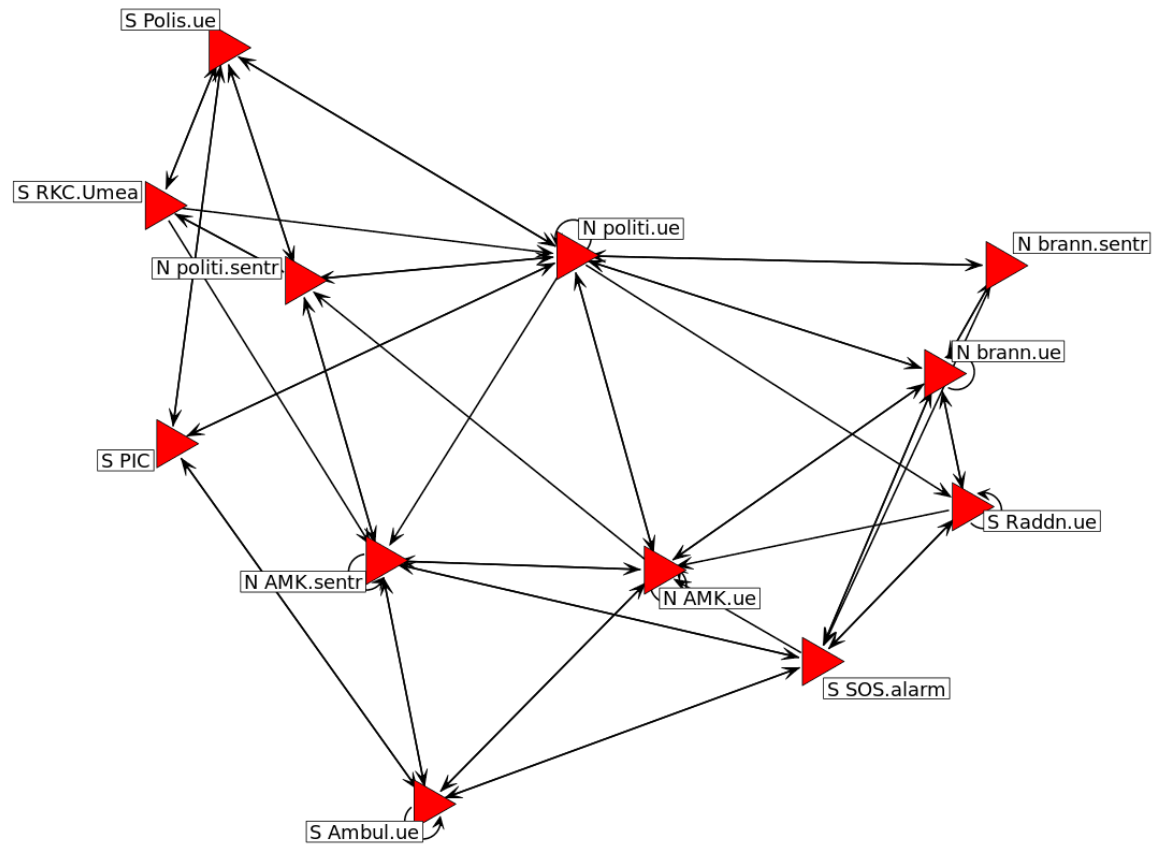 S Polis.ue
S RKC.Umea
N politi.ue
N brann.sentr
N politi.sentr
N brann.ue
S PIC
S Raddn.ue
N AMK.sentr
N AMK.ue
S SOS.alarm
S Ambul.ue